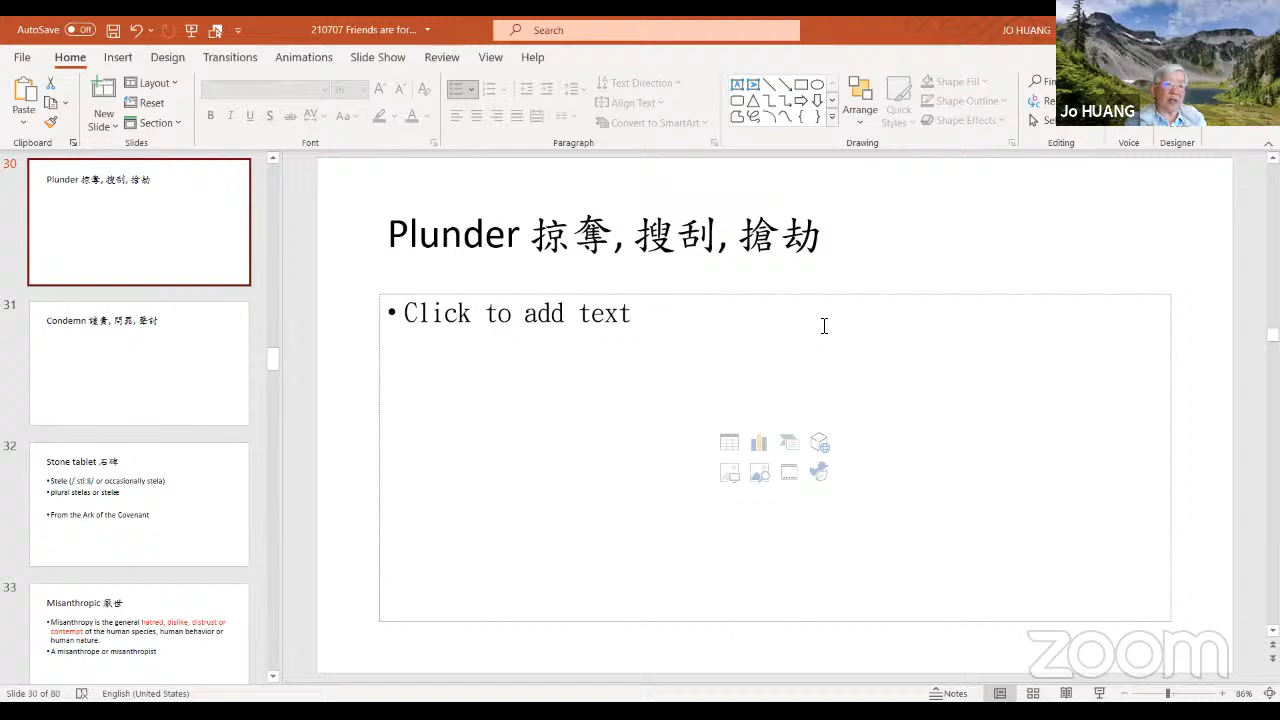 AutoSave Off 210707 Friends are for... Search JO HUANG
File Home Insert Design Transitions Animations Slide Show Review View Help
Paste New Slide Layout Reset Section 36 Text Direction Align Text Convert to SmartArt Arrange Quick Styles Shape Fill Shape Outline Shape Effects
Jo HUANG
Clipboard Slides Font Paragraph Drawing Editing Voice Designer
30
Plunder 掠奪, 搜刮, 搶劫
31
Condemn 譴責, 問罪, 聲討
32
Stone tablet 石碑
•Stele (/ˈstiːli/ or occasionally stela)
•plural stelas or stelæ
•From the Ark of the Covenant
33
Misanthropic 厭世
•Misanthropy is the general hatred, dislike, distrust or
contempt of the human species, human behavior or
human nature.
•A misanthrope or misanthropist
Plunder 掠奪, 搜刮, 搶劫
•Click to add text
zoom
Slide 30 of 80 English (United States) Notes 86%